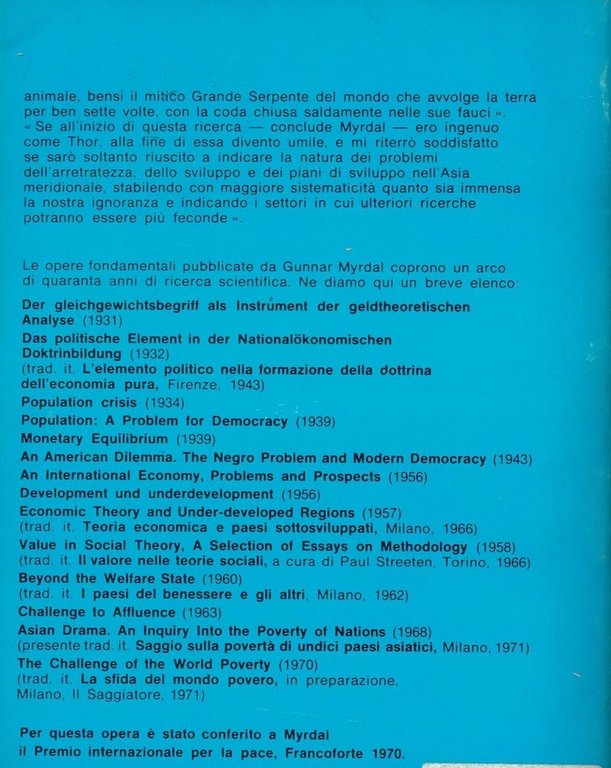 animale, bensì il mitico Grande Serpente del mondo che avvolge la terra
per ben sette volte, con la coda chiusa saldamente nelle sue fauci ».
« Se all'inizio di questa ricerca — conclude Myrdal — ero ingenuo
come Thor, alla fine di essa divento umile, e mi riterrò soddisfatto
se sarò soltanto riuscito a indicare la natura dei problemi
dell'arretratezza, dello sviluppo e dei piani di sviluppo nell'Asia
meridionale, stabilendo con maggiore sistematicità quanto sia immensa
la nostra ignoranza e indicando i settori in cui ulteriori ricerche
potranno essere più feconde ».
Le opere fondamentali pubblicate da Gunnar Myrdal coprono un arco
di quaranta anni di ricerca scientifica. Ne diamo qui un breve elenco:
Der gleichgewichtsbegriff als Instrument der geldtheoretischen
Analyse (1931)
Das politische Element in der Nationalökonomischen
Doktrinbildung (1932)
(trad. it. L'elemento politico nella formazione della dottrina
dell'economia pura, Firenze, 1943)
Population crisis (1934)
Population: A Problem for Democracy (1939)
Monetary Equilibrium (1939)
An American Dilemma. The Negro Problem and Modern Democracy (1943)
An International Economy, Problems and Prospects (1956)
Development und underdevelopment (1956)
Economic Theory and Under-developed Regions (1957)
(trad. it. Teoria economica e paesi sottosviluppati, Milano, 1966)
Value in Social Theory, A Selection of Essays on Methodology (1958)
(trad. it. Il valore nelle teorie sociali, a cura di Paul Streeten, Torino, 1966)
Beyond the Welfare State (1960)
(trad. it. I paesi del benessere e gli altri, Milano, 1962)
Challenge to Affluence (1963)
Asian Drama. An Inquiry Into the Poverty of Nations (1968)
(presente trad. it. Saggio sulla povertà di undici paesi asiatici, Milano, 1971)
The Challenge of the World Poverty (1970)
(trad. it. La sfida del mondo povero, in preparazione,
Milano, Il Saggiatore, 1971)
Per questa opera è stato conferito a Myrdal
il Premio internazionale per la pace, Francoforte 1970.